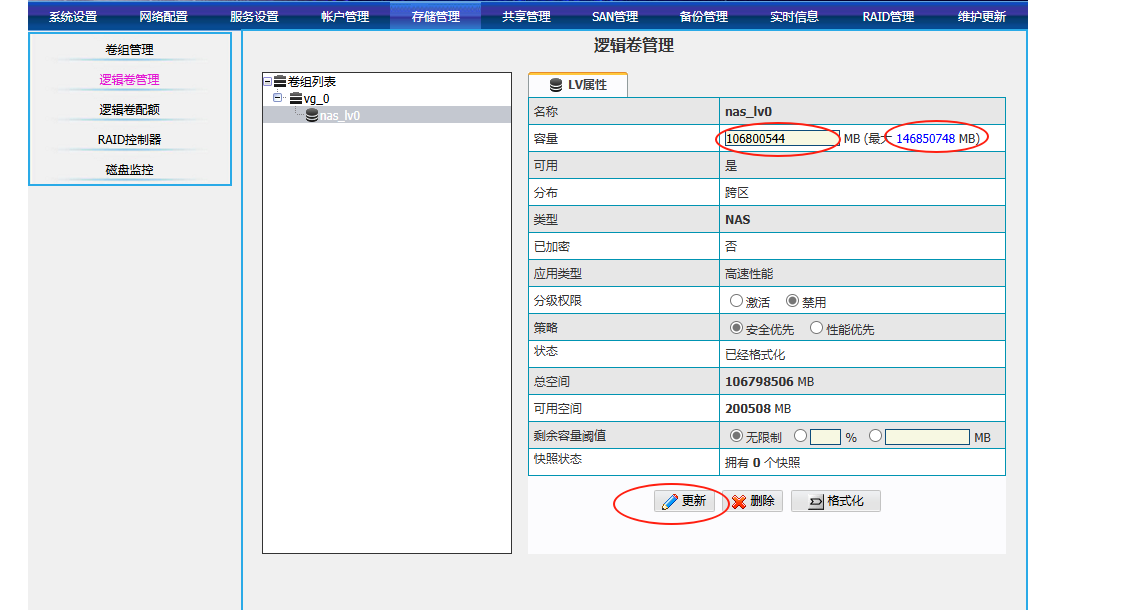 系统设置 网络配置 服务设置 帐户管理 存储管理 共享管理 SAN管理 备份管理 实时信息 RAID管理 维护更新
卷组管理
逻辑卷管理
逻辑卷配额
RAID控制器
磁盘监控
逻辑卷管理
卷组列表
vg_0
nas_lv0
LV属性
名称 nas_lv0
容量 106800544 MB (最大 146850748 MB)
可用 是
分布 跨区
类型 NAS
已加密 否
应用类型 高速性能
分级权限 激活 禁用
策略 安全优先 性能优先
状态 已经格式化
总空间 106798506 MB
可用空间 200508 MB
剩余容量阈值 无限制 % MB
快照状态 拥有 0 个快照
更新 删除 格式化